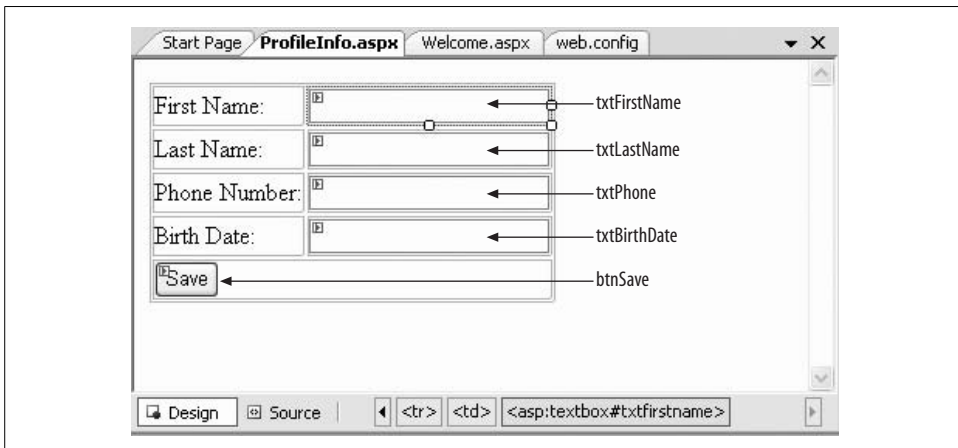 Start Page ProfileInfo.aspx Welcome.aspx web.config
First Name: txtFirstName
Last Name: txtLastName
Phone Number: txtPhone
Birth Date: txtBirthDate
Save btnSave
Design Source <tr> <td> <asp:textbox#txtfirstname>